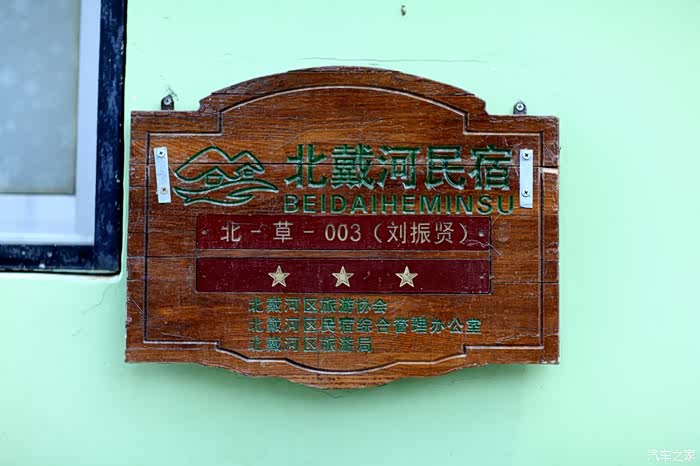 北戴河民宿
BEIDAIHEMINSU
北-草-003(刘振贤)
北戴河区旅游协会
北戴河区民宿综合管理办公室
北戴河区旅游局
汽车之家